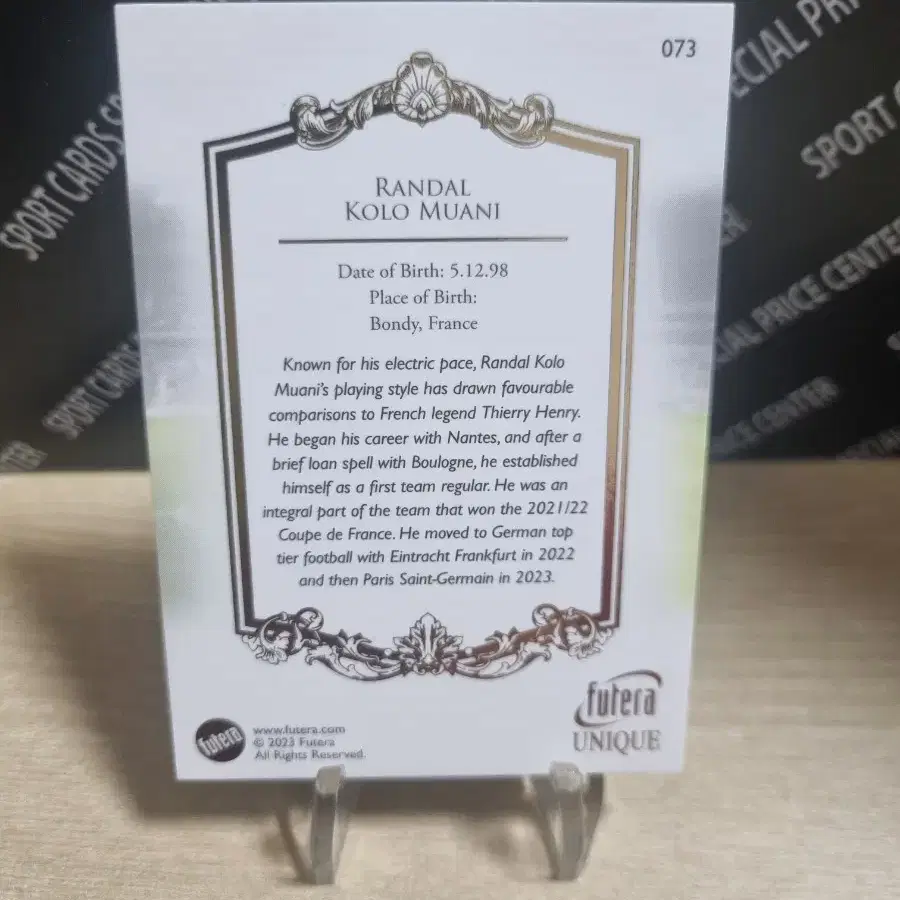 073
RANDAL
KOLO MUANI
Date of Birth: 5.12.98
Place of Birth:
Bondy, France
Known for his electric pace, Randal Kolo
Muani's playing style has drawn favourable
comparisons to French legend Thierry Henry.
He began his career with Nantes, and after a
brief loan spell with Boulogne, he established
himself as a first team regular. He was an
integral part of the team that won the 2021/22
Coupe de France. He moved to German top
tier football with Eintracht Frankfurt in 2022
and then Paris Saint-Germain in 2023.
futera
www.futera.com
© 2023 Futera
All Rights Reserved.
futera
UNIQUE
SPORT CARDS
SPORT CARDS
SPORT
PRICE CENTER
PRICE CENTER